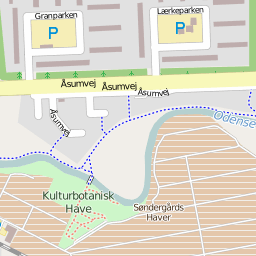 Granparken
Lærkeparken
P
P
Åsumvej
Åsumvej
Åsumvej
Åsumvej
Odense
Kulturbotanisk
Have
Søndergårds
Haver